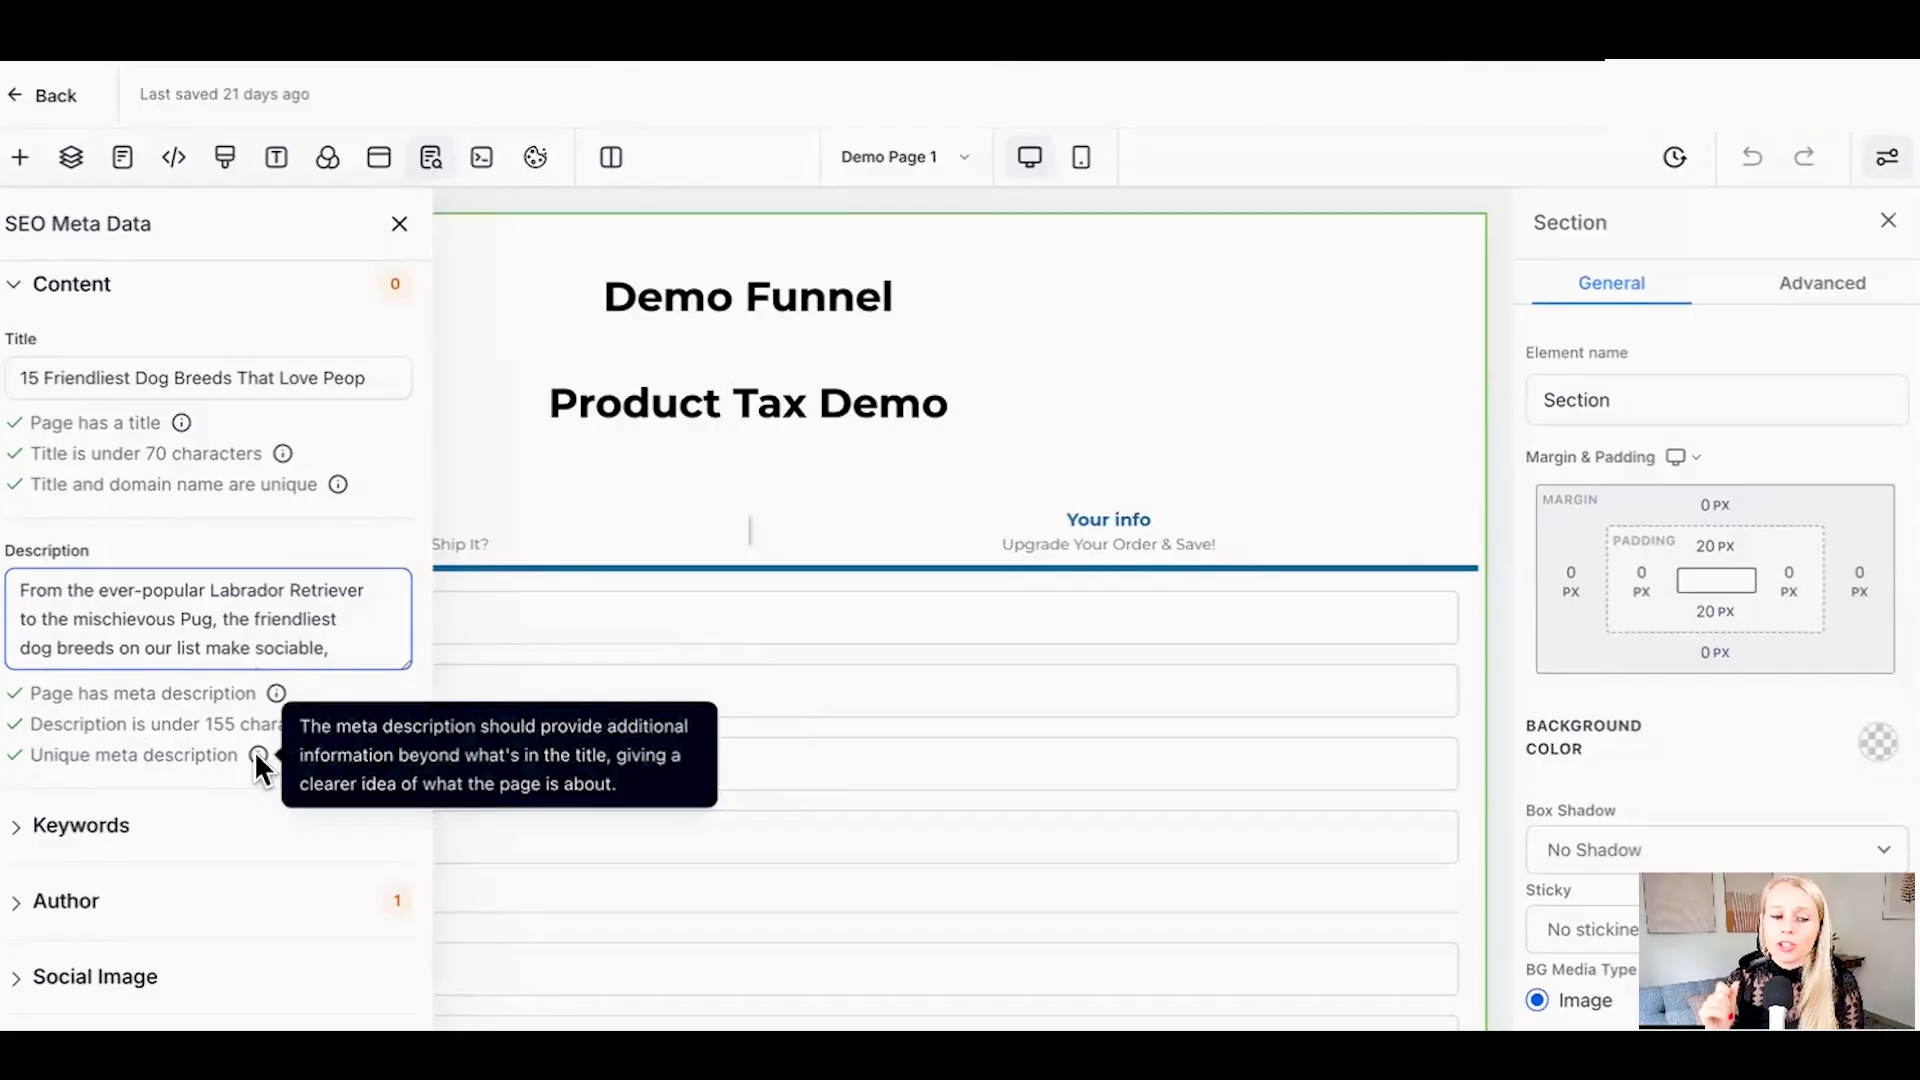 Back
Last saved 21 days ago
Demo Page 1
SEO Meta Data
Content
0
Title
15 Friendliest Dog Breeds That Love Peop
Page has a title
Title is under 70 characters
Title and domain name are unique
Description
From the ever-popular Labrador Retriever
to the mischievous Pug, the friendliest
dog breeds on our list make sociable,
Page has meta description
Description is under 155 chara
Unique meta description
The meta description should provide additional
information beyond what's in the title, giving a
clearer idea of what the page is about.
Keywords
Author
1
Social Image
Demo Funnel
Product Tax Demo
Ship It?
Your info
Upgrade Your Order & Save!
Section
General
Advanced
Element name
Section
Margin & Padding
MARGIN
0 PX
PADDING
20 PX
0
PX
0
PX
0
PX
0
PX
20 PX
0 PX
BACKGROUND
COLOR
Box Shadow
No Shadow
Sticky
No stickine
BG Media Type
Image